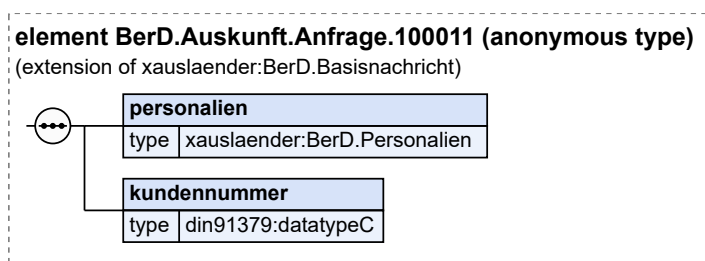 element BerD.Auskunft.Anfrage.100011 (anonymous type)
(extension of xauslaender:BerD.Basisnachricht)
personalien
type xauslaender:BerD.Personalien
kundennummer
type din91379:datatypeC